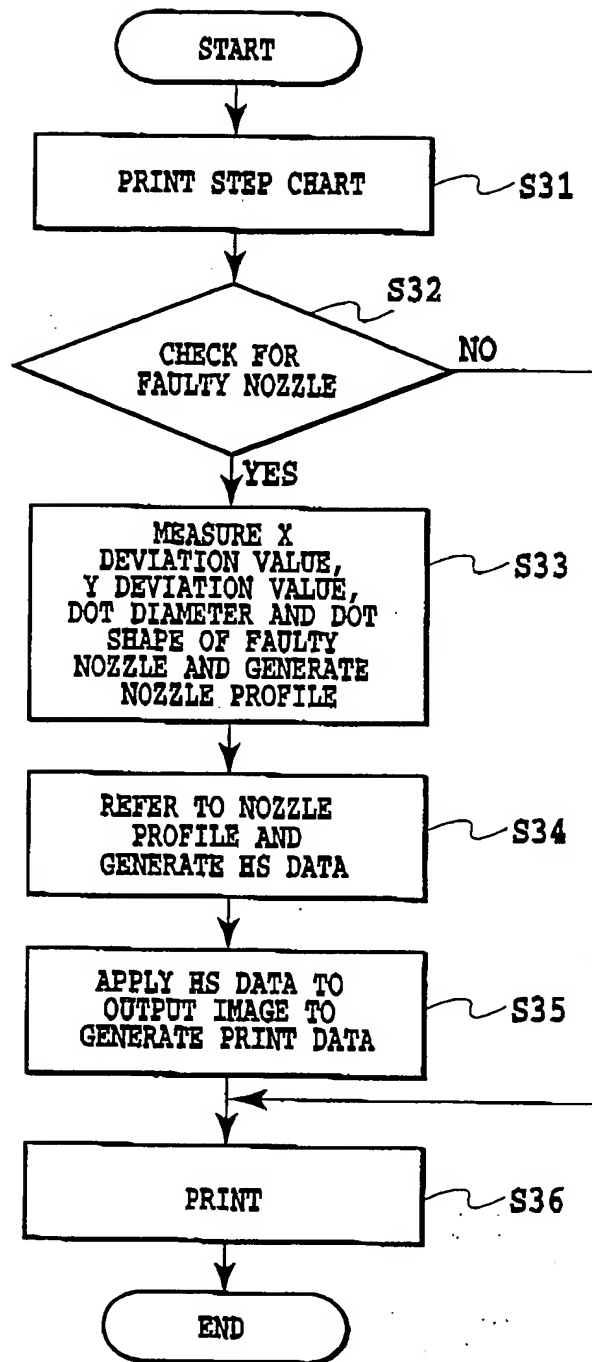 START
PRINT STEP CHART
S31
S32
CHECK FOR
FAULTY NOZZLE
NO
YES
MEASURE X
DEVIATION VALUE,
Y DEVIATION VALUE,
DOT DIAMETER AND DOT
SHAPE OF FAULTY
NOZZLE AND GENERATE
NOZZLE PROFILE
S33
REFER TO NOZZLE
PROFILE AND
GENERATE HS DATA
S34
APPLY HS DATA TO
OUTPUT IMAGE TO
GENERATE PRINT DATA
S35
PRINT
S36
END